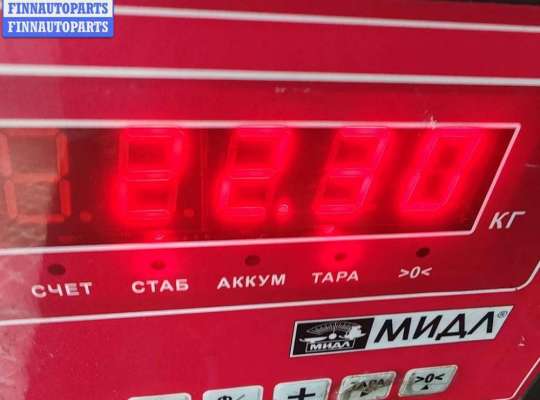 FINNAUTOPARTS
FINNAUTOPARTS
22.30
КГ
СЧЕТ СТАБ АККУМ ТАРА >0<
МИДЛ МИДЛ®
+ ТАРА >0<